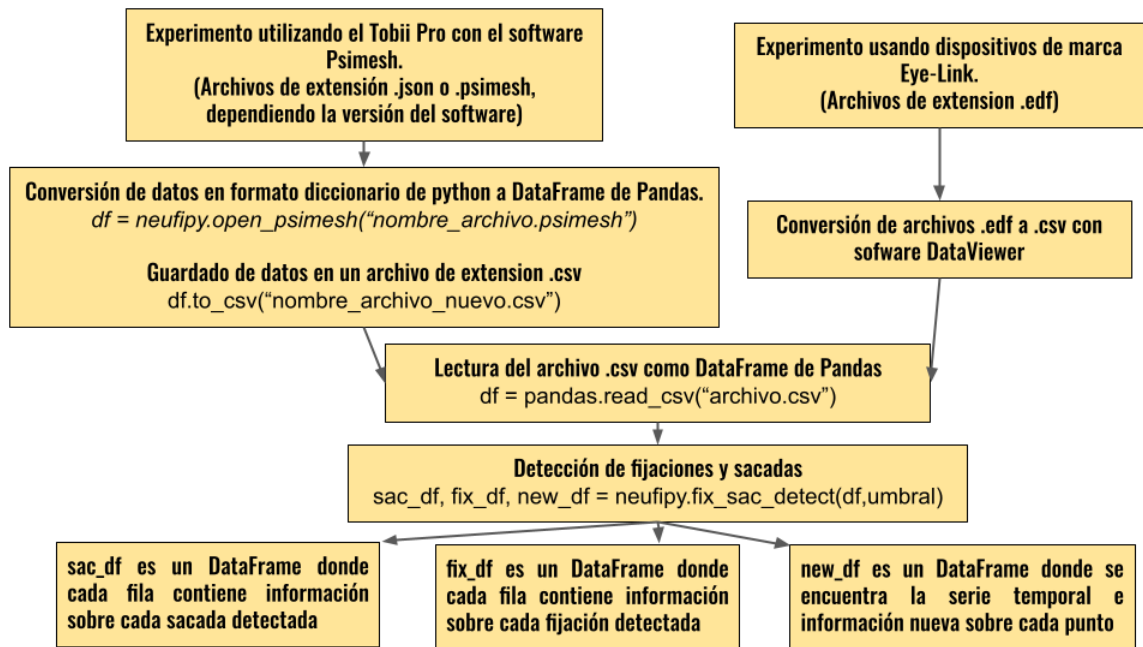 Experimento utilizando el Tobii Pro con el software
Psimesh.
(Archivos de extensión .json o .psimesh,
dependiendo la versión del software)
Experimento usando dispositivos de marca
Eye-Link.
(Archivos de extension .edf)
Conversión de datos en formato diccionario de python a DataFrame de Pandas.
df = neufipy.open_psimesh(“nombre_archivo.psimesh”)
Guardado de datos en un archivo de extension .csv
df.to_csv(“nombre_archivo_nuevo.csv”)
Conversión de archivos .edf a .csv con
sofware DataViewer
Lectura del archivo .csv como DataFrame de Pandas
df = pandas.read_csv(“archivo.csv”)
Detección de fijaciones y sacadas
sac_df, fix_df, new_df = neufipy.fix_sac_detect(df,umbral)
sac_df es un DataFrame donde
cada fila contiene información
sobre cada sacada detectada
fix_df es un DataFrame donde
cada fila contiene información
sobre cada fijación detectada
new_df es un DataFrame donde se
encuentra la serie temporal e
información nueva sobre cada punto